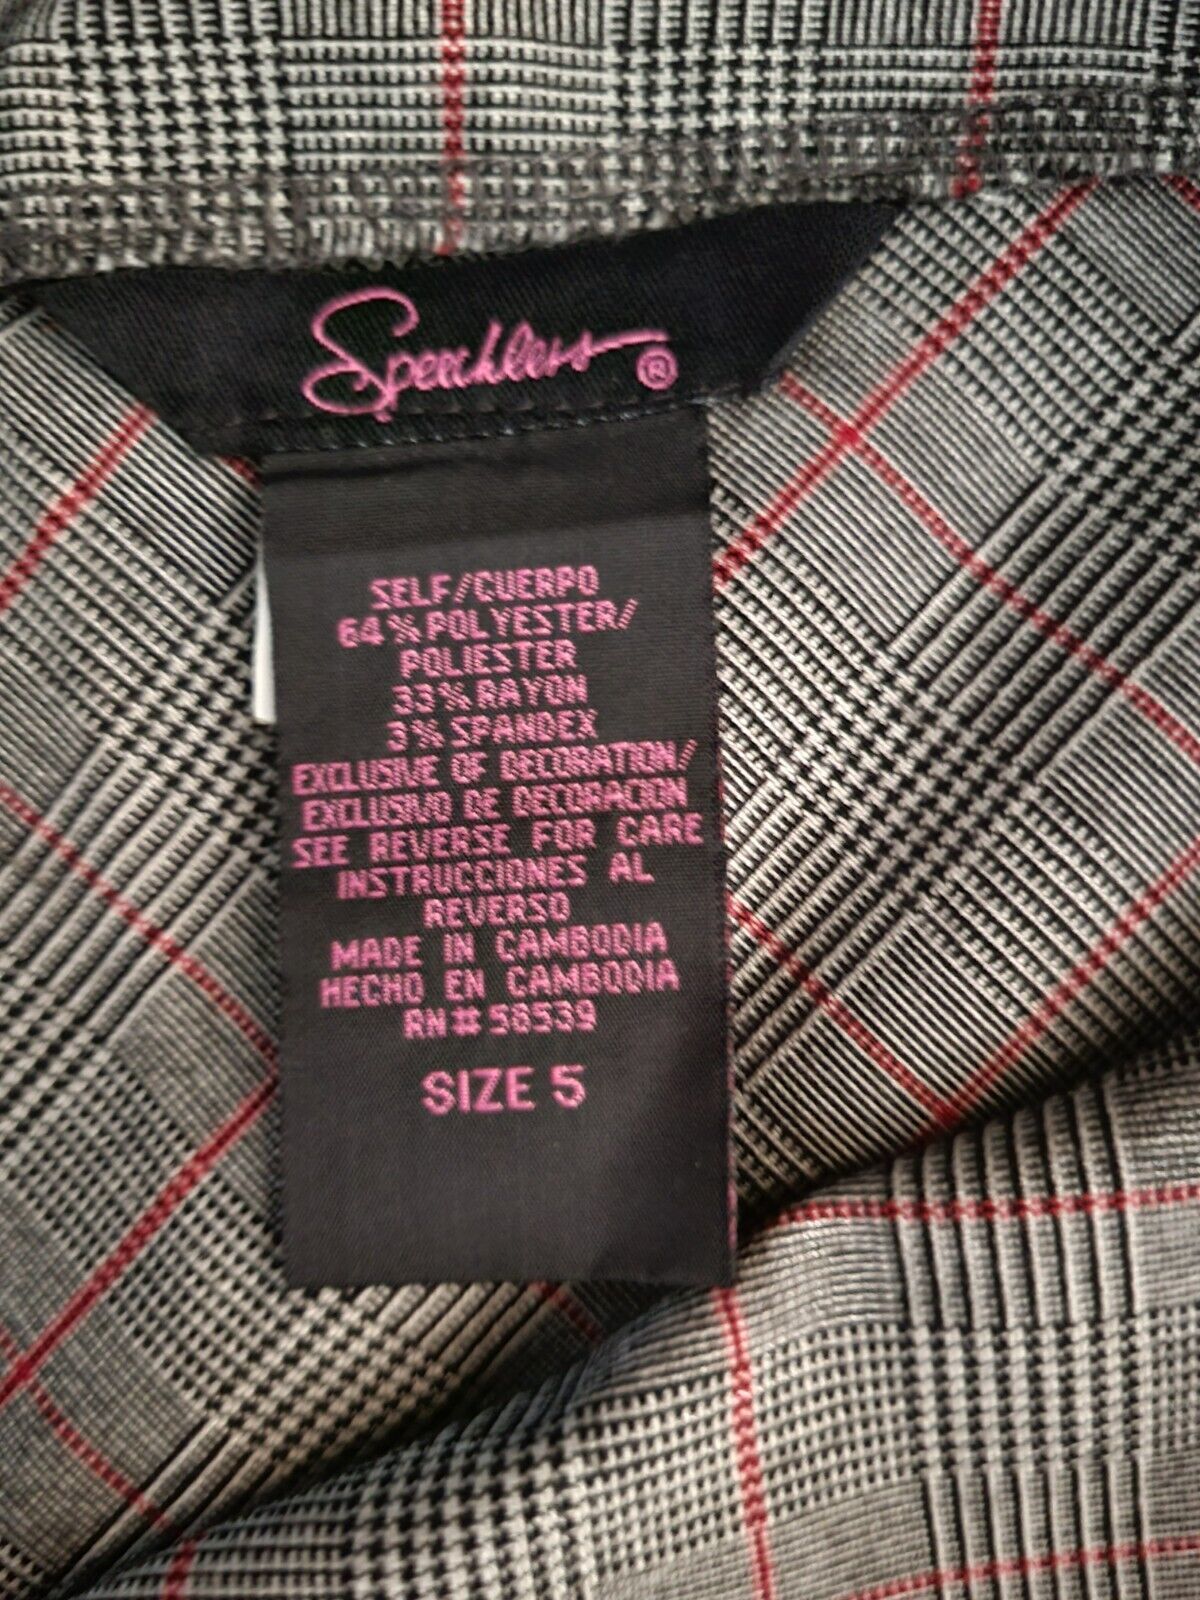 Spechlers ®
SELF/CUERPO
64% POLYESTER/
POLIESTER
33% RAYON
3% SPANDEX
EXCLUSIVE OF DECORATION/
EXCLUSIVO DE DECORACION
SEE REVERSE FOR CARE
INSTRUCCIONES AL
REVERSO
MADE IN CAMBODIA
HECHO EN CAMBODIA
RN# 58539
SIZE 5